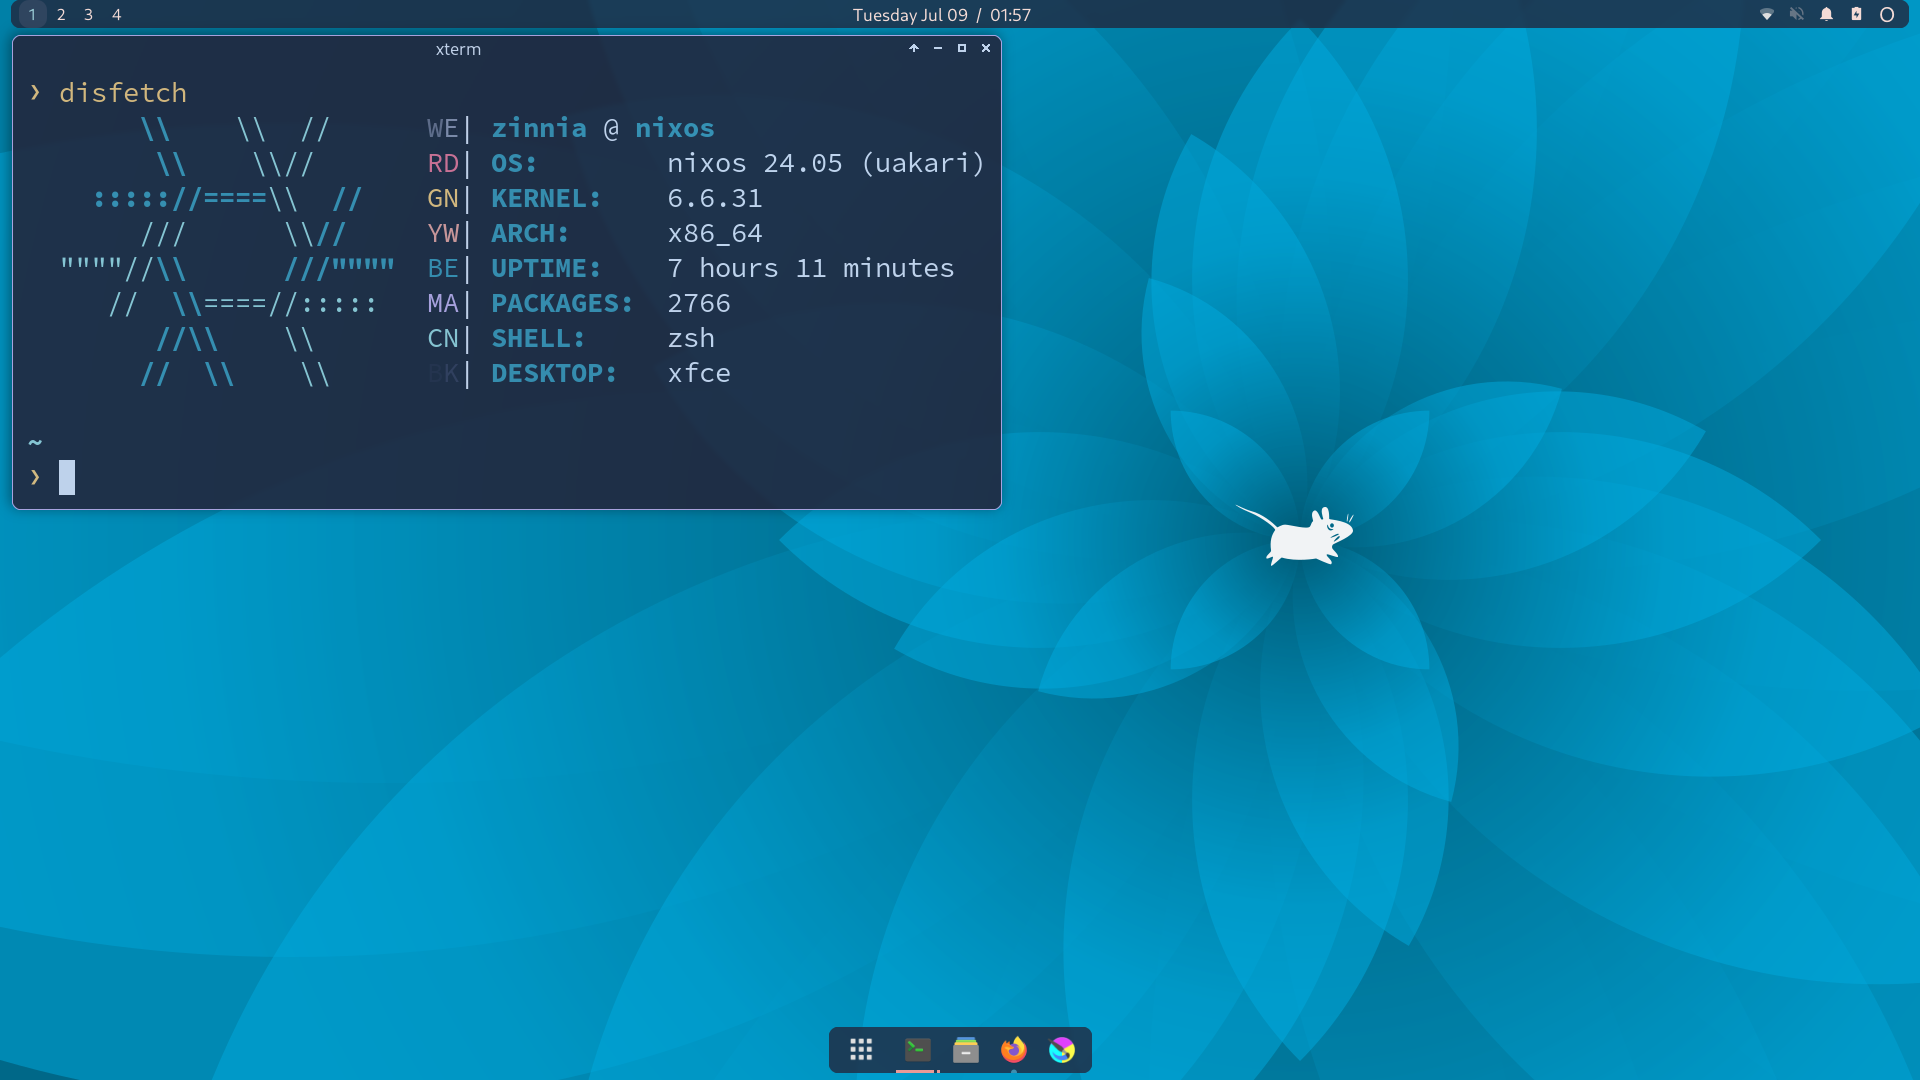 1 2 3 4
Tuesday Jul 09 / 01:57
xterm
❯ disfetch
\\ \\ // WE| zinnia @ nixos
\\ \\// RD| OS: nixos 24.05 (uakari)
:::::://====\\ // GN| KERNEL: 6.6.31
/// \\// YW| ARCH: x86_64
""""//\\ ///"""" BE| UPTIME: 7 hours 11 minutes
// \\====//::::: MA| PACKAGES: 2766
//\\ \\ CN| SHELL: zsh
// \\ \\ BK| DESKTOP: xfce
~
❯